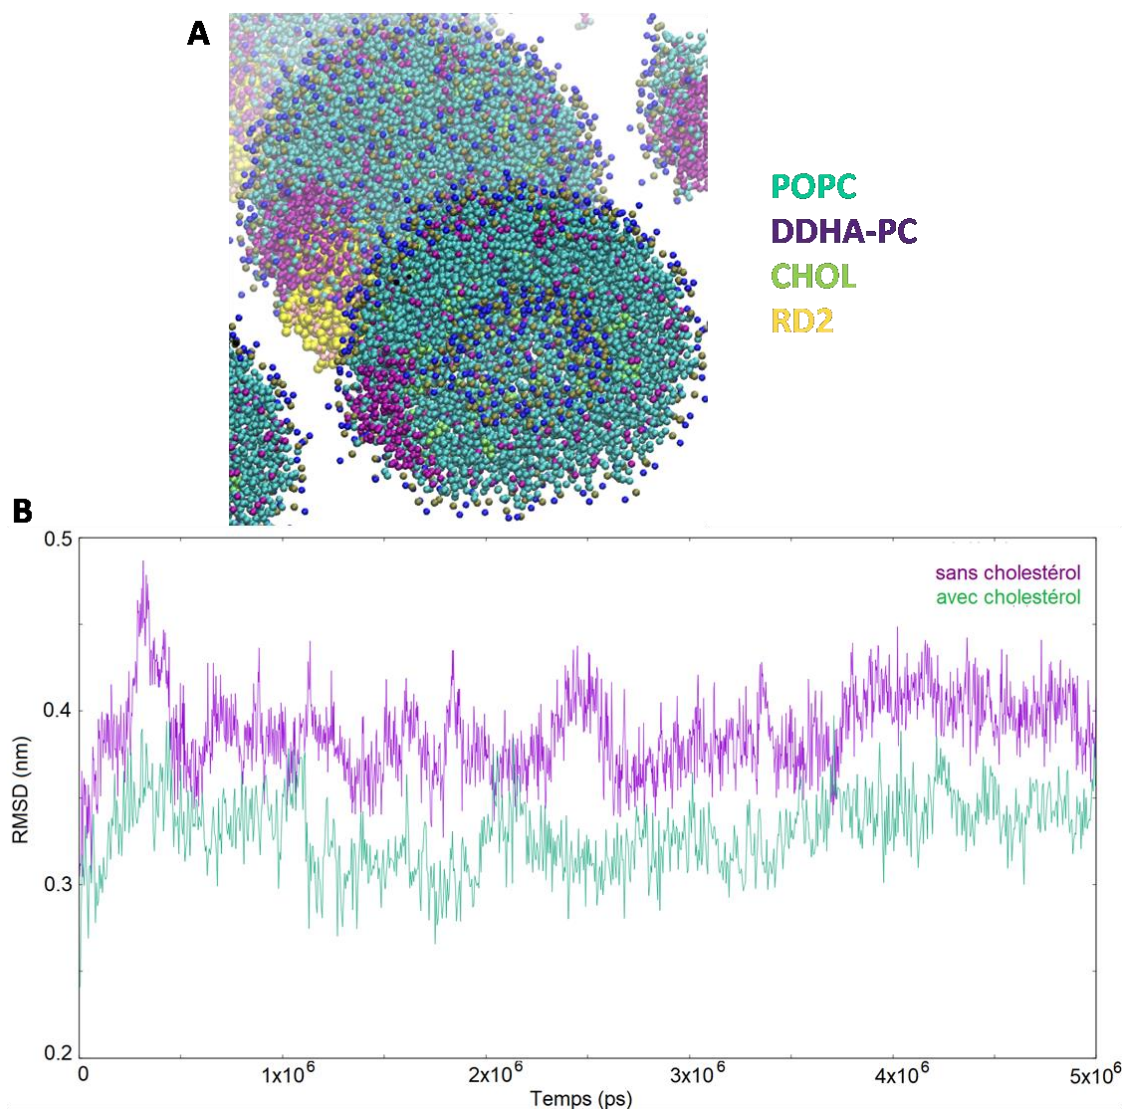 A
POPC
DDHA-PC
CHOL
RD2
B
sans cholestérol
avec cholestérol
0.5
0.4
0.3
0.2
RMSD (nm)
0
1x10⁶
2x10⁶
3x10⁶
4x10⁶
5x10⁶
Temps (ps)